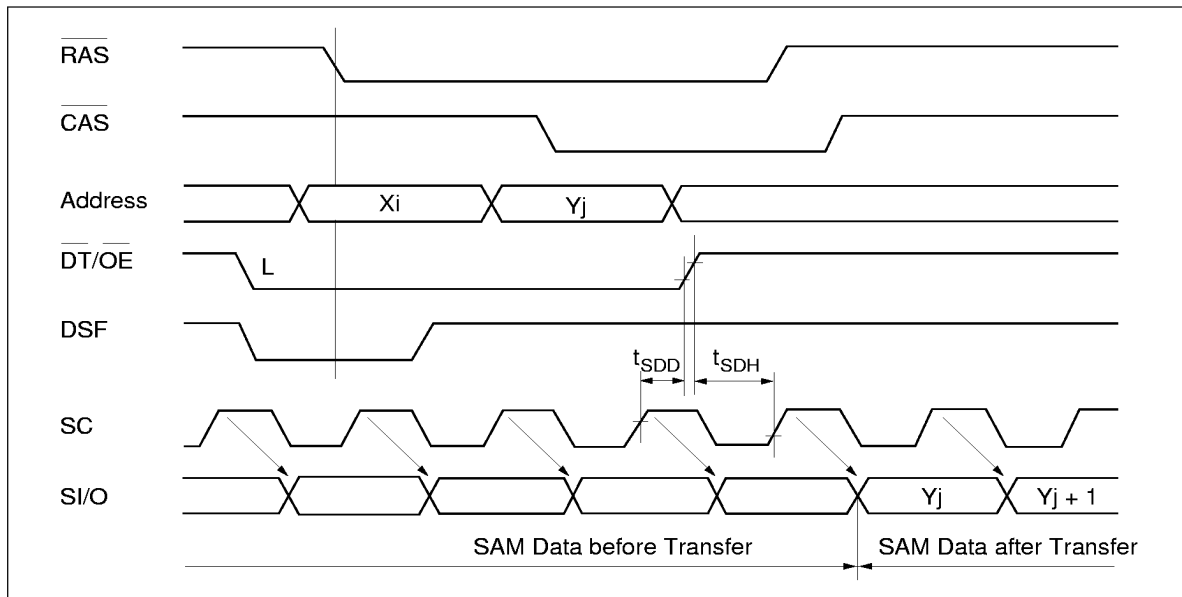 RAS
CAS
Address Xi Yj
DT/OE L
DSF
tSDD tSDH
SC
SI/O Yj Yj + 1
SAM Data before Transfer SAM Data after Transfer